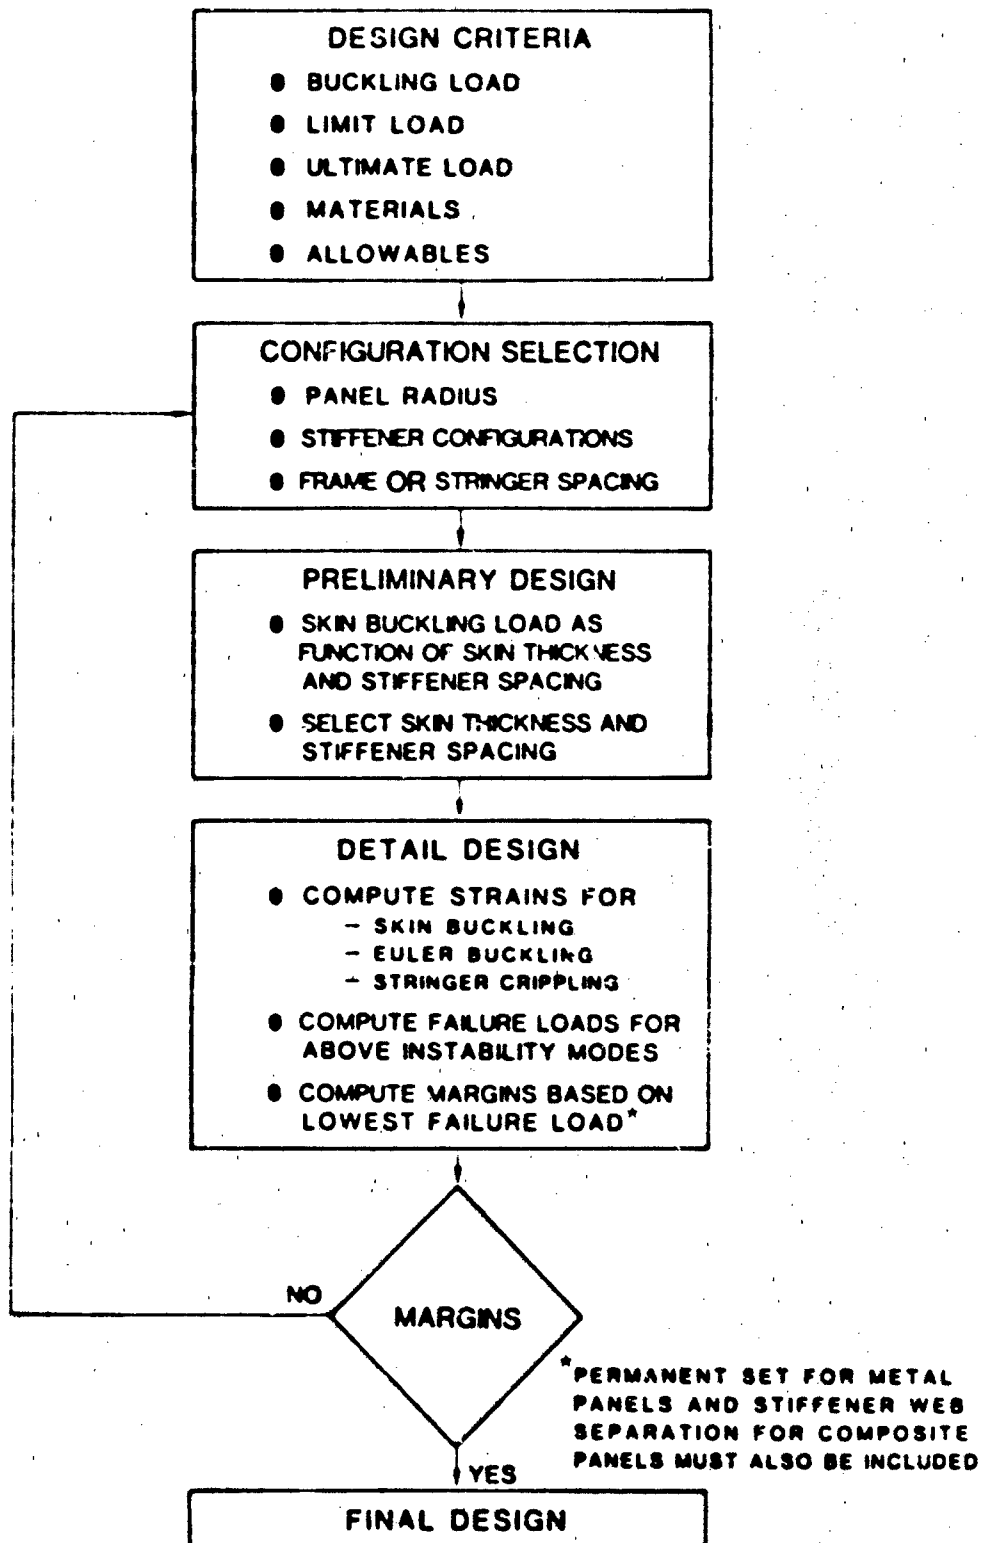 DESIGN CRITERIA
● BUCKLING LOAD
● LIMIT LOAD
● ULTIMATE LOAD
● MATERIALS
● ALLOWABLES
CONFIGURATION SELECTION
● PANEL RADIUS
● STIFFENER CONFIGURATIONS
● FRAME OR STRINGER SPACING
PRELIMINARY DESIGN
● SKIN BUCKLING LOAD AS
FUNCTION OF SKIN THICKNESS
AND STIFFENER SPACING
● SELECT SKIN THICKNESS AND
STIFFENER SPACING
DETAIL DESIGN
● COMPUTE STRAINS FOR
– SKIN BUCKLING
– EULER BUCKLING
– STRINGER CRIPPLING
● COMPUTE FAILURE LOADS FOR
ABOVE INSTABILITY MODES
● COMPUTE MARGINS BASED ON
LOWEST FAILURE LOAD*
NO
MARGINS
*PERMANENT SET FOR METAL
PANELS AND STIFFENER WEB
SEPARATION FOR COMPOSITE
PANELS MUST ALSO BE INCLUDED
YES
FINAL DESIGN